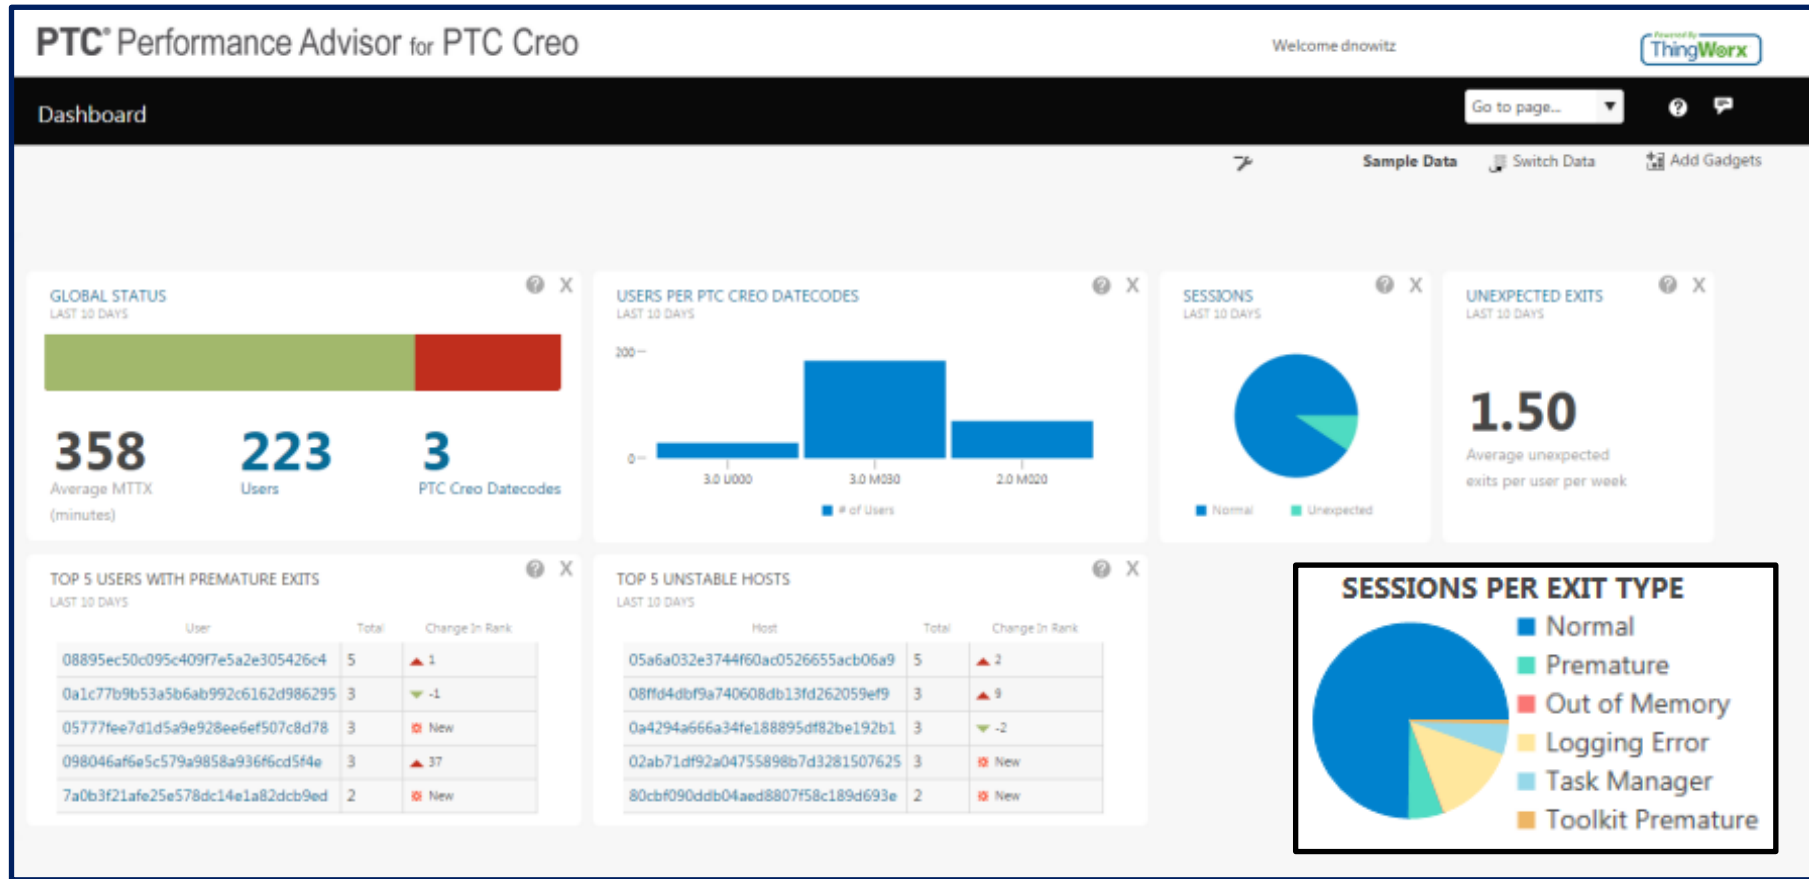 PTC® Performance Advisor for PTC Creo
Welcome dnowitz
Powered By
ThingWorx
Dashboard
Go to page...
Sample Data
Switch Data
Add Gadgets
GLOBAL STATUS
LAST 10 DAYS
358
Average MTTX
(minutes)
223
Users
3
PTC Creo Datecodes
USERS PER PTC CREO DATECODES
LAST 10 DAYS
200
0
3.0 U000
3.0 M030
2.0 M020
# of Users
SESSIONS
LAST 10 DAYS
Normal
Unexpected
UNEXPECTED EXITS
LAST 10 DAYS
1.50
Average unexpected
exits per user per week
TOP 5 USERS WITH PREMATURE EXITS
LAST 10 DAYS
User Total Change In Rank
08895ec50c095c409f7e5a2e305426c4 5 1
0a1c77b9b53a5b6ab992c6162d986295 3 -1
05777fee7d1d5a9e928ee6ef507c8d78 3 New
098046af6e5c579a9858a936f6cd5f4e 3 37
7a0b3f21afe25e578dc14e1a82dcb9ed 2 New
TOP 5 UNSTABLE HOSTS
LAST 10 DAYS
Host Total Change In Rank
05a6a032e3744f60ac0526655acb06a9 5 2
08ffd4dbf9a740608db13fd262059ef9 3 9
0a4294a666a34fe188895df82be192b1 3 -2
02ab71df92a04755898b7d3281507625 3 New
80cbf090ddb04aed8807f58c189d693e 2 New
SESSIONS PER EXIT TYPE
Normal
Premature
Out of Memory
Logging Error
Task Manager
Toolkit Premature